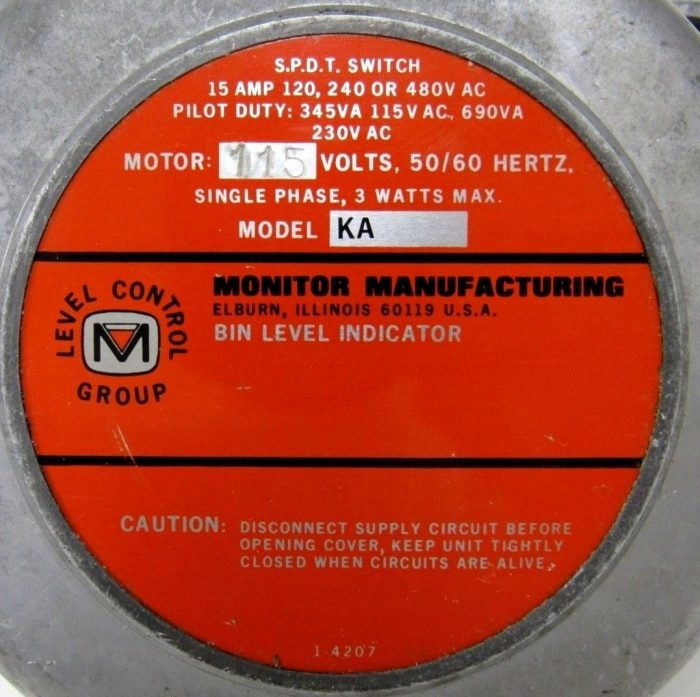 S.P.D.T. SWITCH
15 AMP 120, 240 OR 480V AC
PILOT DUTY: 345VA 115V AC., 690VA
230V AC
MOTOR: 115 VOLTS, 50/60 HERTZ,
SINGLE PHASE, 3 WATTS MAX.
MODEL KA
LEVEL CONTROL
M
GROUP
MONITOR MANUFACTURING
ELBURN, ILLINOIS 60119 U.S.A.
BIN LEVEL INDICATOR
CAUTION: DISCONNECT SUPPLY CIRCUIT BEFORE
OPENING COVER, KEEP UNIT TIGHTLY
CLOSED WHEN CIRCUITS ARE ALIVE.
1-4207